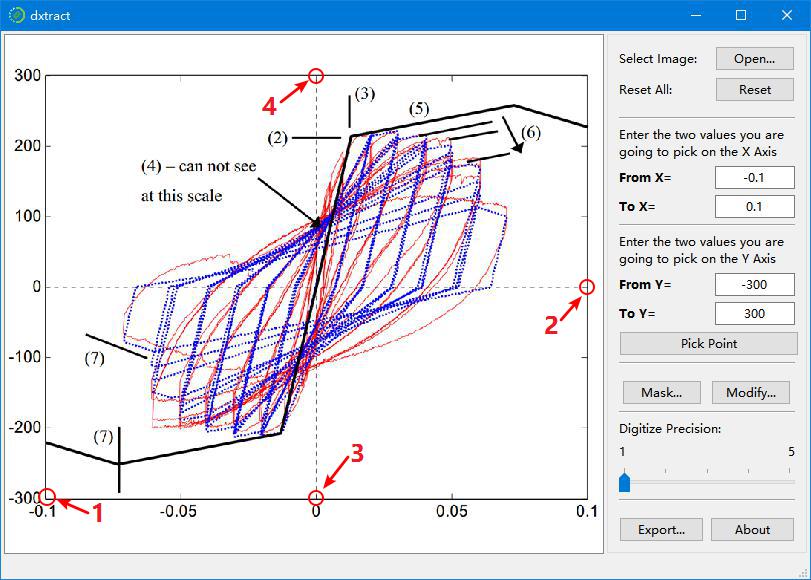 dxtract
300
200
100
0
-100
-200
-300
-0.1
-0.05
0
0.05
0.1
4
(3)
(5)
(2)
(6)
(4) – can not see
at this scale
2
(7)
(7)
3
1
Select Image:
Open...
Reset All:
Reset
Enter the two values you are
going to pick on the X Axis
From X=
-0.1
To X=
0.1
Enter the two values you are
going to pick on the Y Axis
From Y=
-300
To Y=
300
Pick Point
Mask...
Modify...
Digitize Precision:
1
5
Export...
About